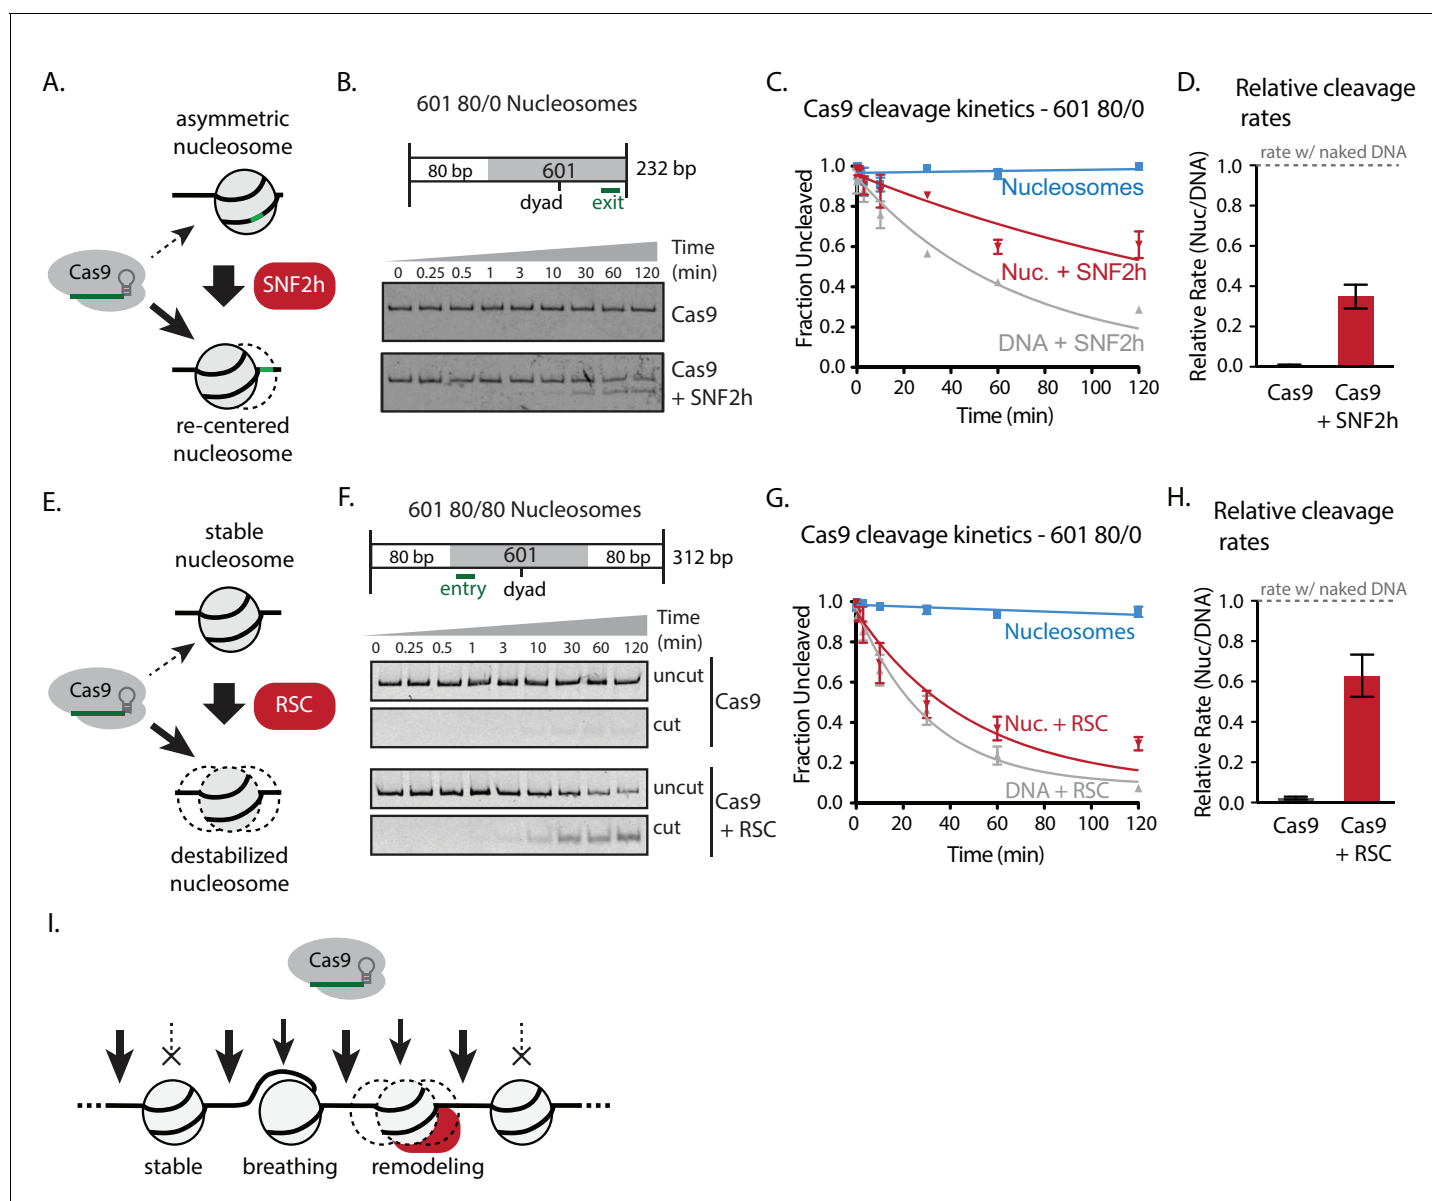 A.
asymmetric
nucleosome
Cas9
SNF2h
re-centered
nucleosome
B.
601 80/0 Nucleosomes
80 bp
601
232 bp
dyad
exit
Time
(min)
0 0.25 0.5 1 3 10 30 60 120
Cas9
Cas9
+ SNF2h
C.
Cas9 cleavage kinetics - 601 80/0
Fraction Uncleaved
1.0
0.8
0.6
0.4
0.2
0.0
Nucleosomes
Nuc. + SNF2h
DNA + SNF2h
0 20 40 60 80 100 120
Time (min)
D.
Relative cleavage
rates
rate w/ naked DNA
Relative Rate (Nuc/DNA)
1.0
0.8
0.6
0.4
0.2
0.0
Cas9
Cas9
+ SNF2h
E.
stable
nucleosome
Cas9
RSC
destabilized
nucleosome
F.
601 80/80 Nucleosomes
80 bp
601
80 bp
312 bp
entry
dyad
Time
(min)
0 0.25 0.5 1 3 10 30 60 120
uncut
cut
Cas9
uncut
cut
Cas9
+ RSC
G.
Cas9 cleavage kinetics - 601 80/0
Fraction Uncleaved
1.0
0.8
0.6
0.4
0.2
0.0
Nucleosomes
Nuc. + RSC
DNA + RSC
0 20 40 60 80 100 120
Time (min)
H.
Relative cleavage
rates
rate w/ naked DNA
Relative Rate (Nuc/DNA)
1.0
0.8
0.6
0.4
0.2
0.0
Cas9
Cas9
+ RSC
I.
Cas9
stable
breathing
remodeling